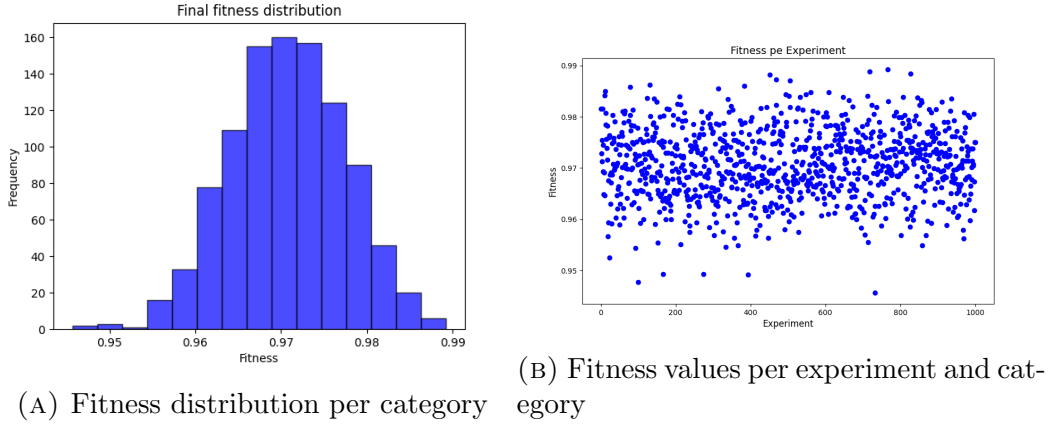 Final fitness distribution
160
140
120
100
80
60
40
20
0
Frequency
0.95
0.96
0.97
0.98
0.99
Fitness
(A) Fitness distribution per category
Fitness pe Experiment
0.99
0.98
0.97
0.96
0.95
Fitness
0
200
400
600
800
1000
Experiment
(B) Fitness values per experiment and cat-
egory